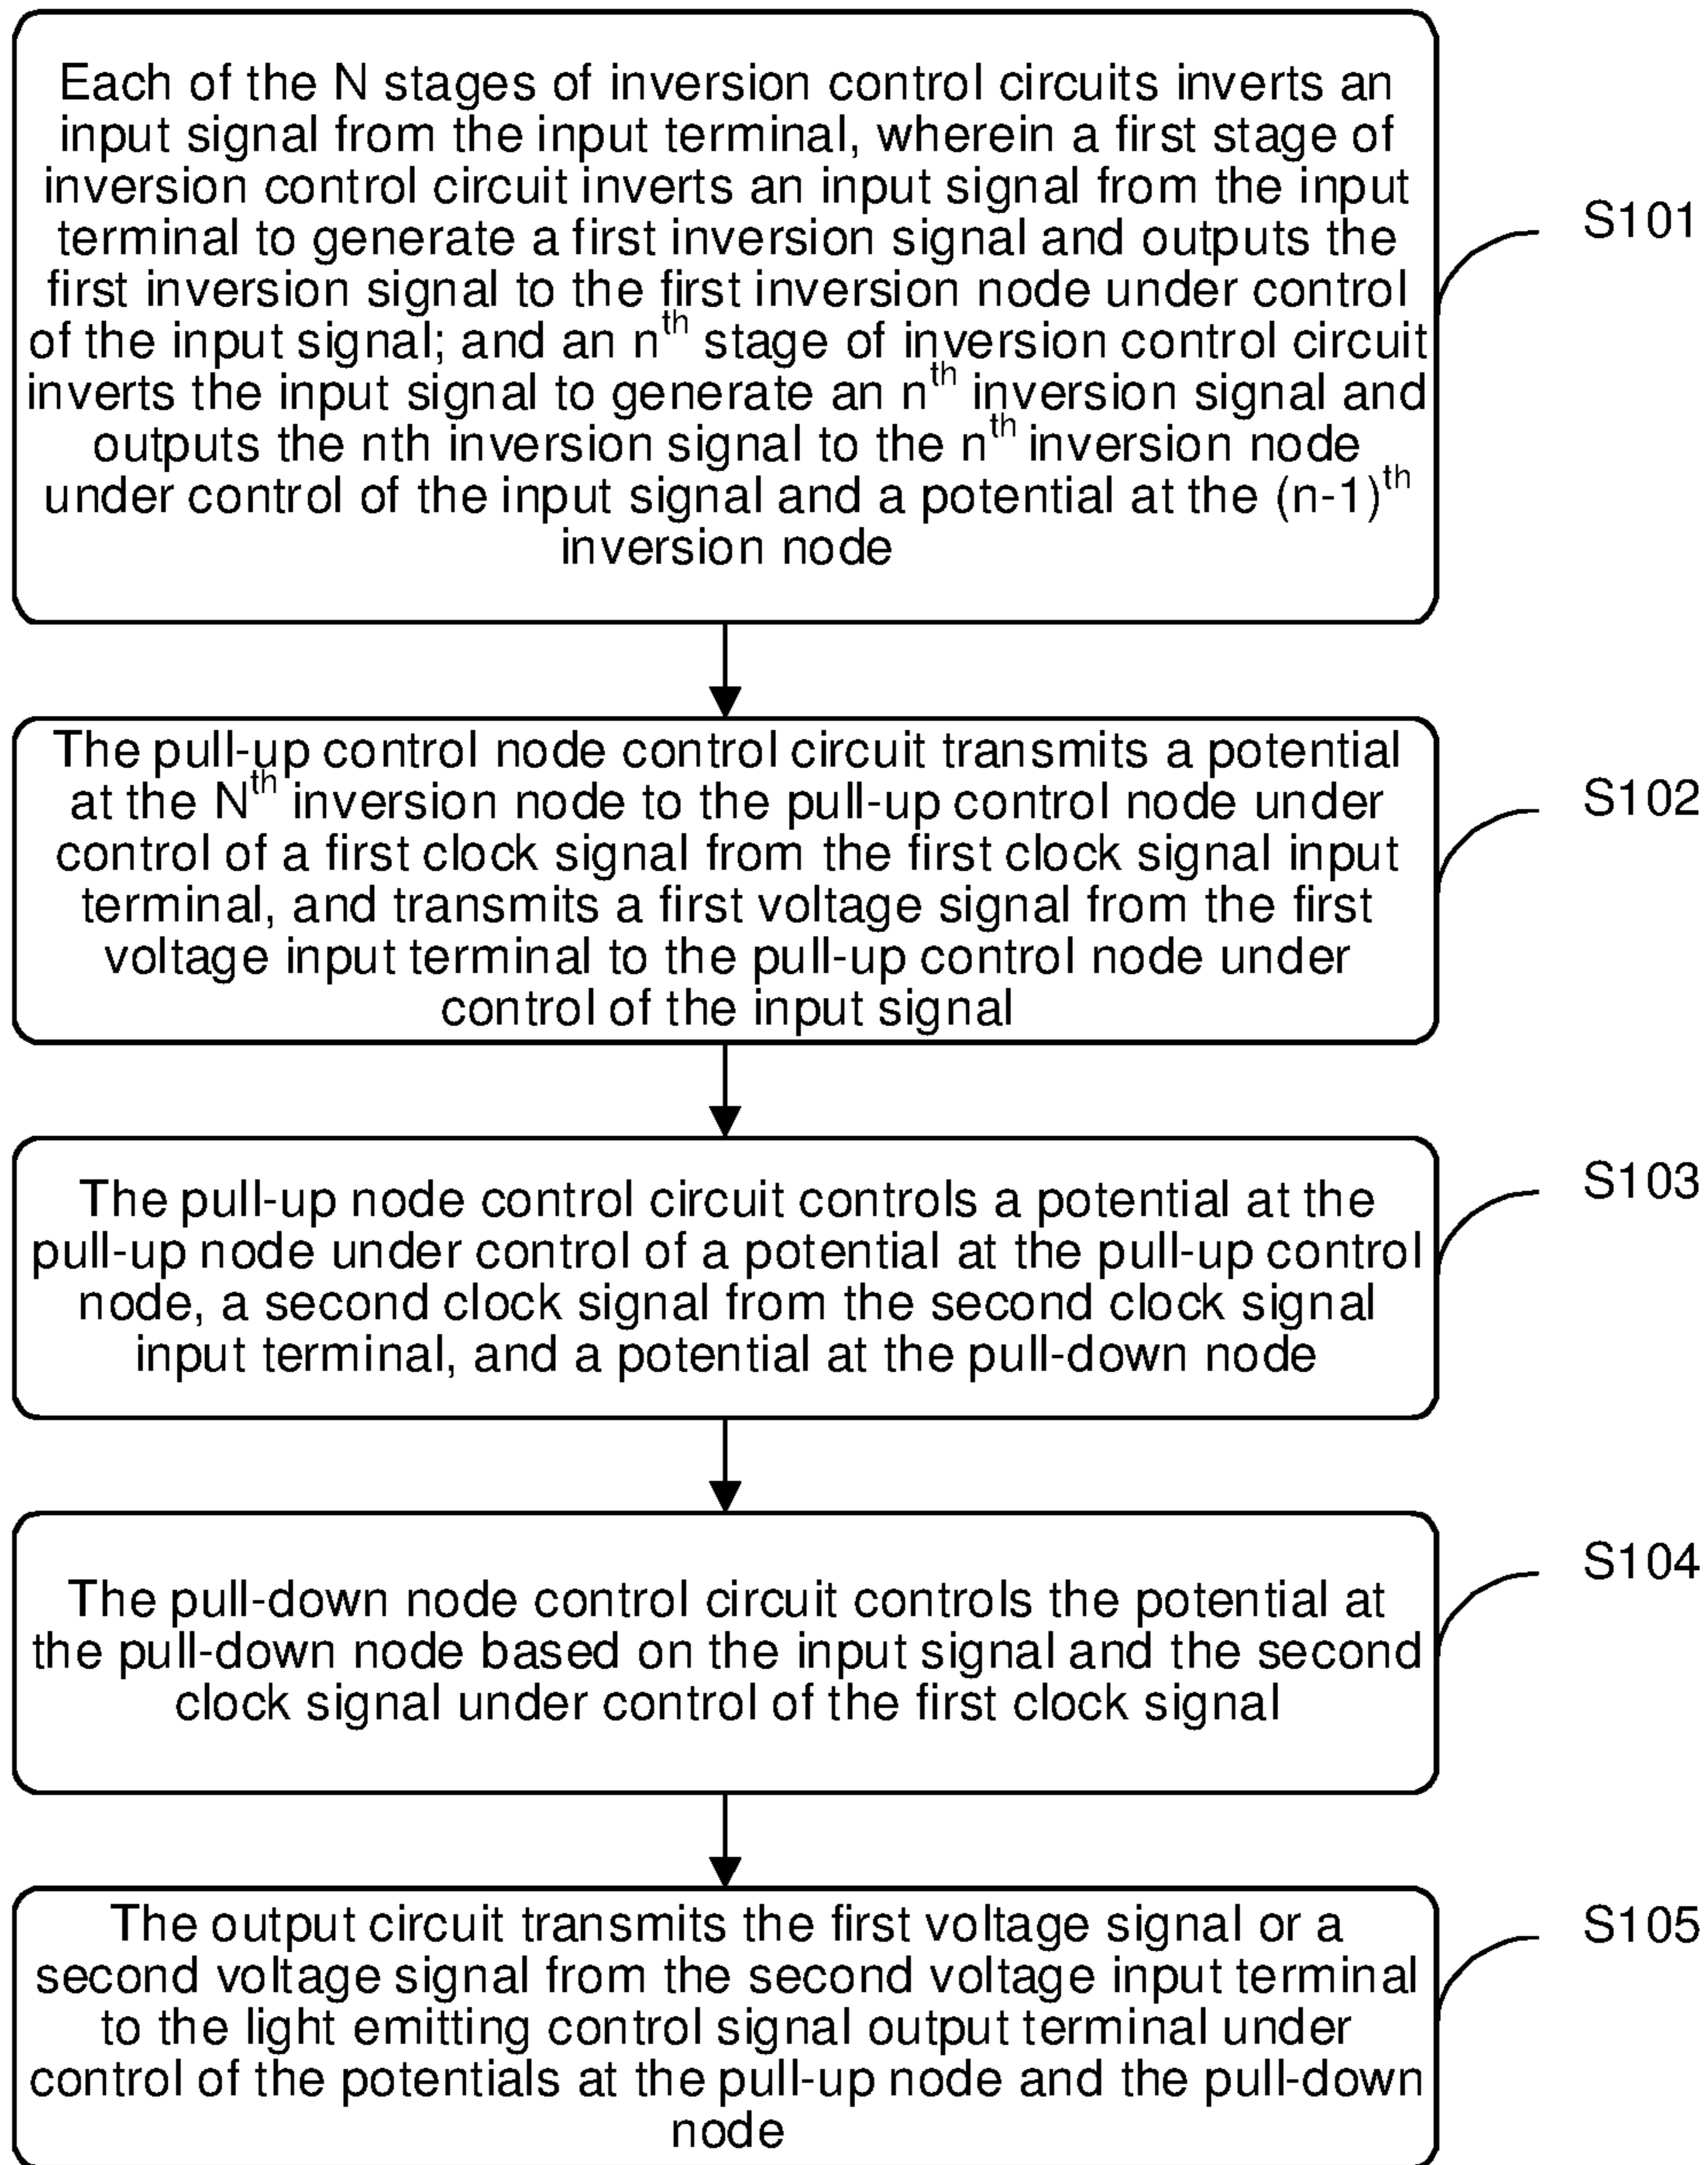 Each of the N stages of inversion control circuits inverts an
input signal from the input terminal, wherein a first stage of
inversion control circuit inverts an input signal from the input
terminal to generate a first inversion signal and outputs the
first inversion signal to the first inversion node under control
of the input signal; and an nth stage of inversion control circuit
inverts the input signal to generate an nth inversion signal and
outputs the nth inversion signal to the nth inversion node
under control of the input signal and a potential at the (n-1)th
inversion node
S101
The pull-up control node control circuit transmits a potential
at the Nth inversion node to the pull-up control node under
control of a first clock signal from the first clock signal input
terminal, and transmits a first voltage signal from the first
voltage input terminal to the pull-up control node under
control of the input signal
S102
The pull-up node control circuit controls a potential at the
pull-up node under control of a potential at the pull-up control
node, a second clock signal from the second clock signal
input terminal, and a potential at the pull-down node
S103
The pull-down node control circuit controls the potential at
the pull-down node based on the input signal and the second
clock signal under control of the first clock signal
S104
The output circuit transmits the first voltage signal or a
second voltage signal from the second voltage input terminal
to the light emitting control signal output terminal under
control of the potentials at the pull-up node and the pull-down
node
S105